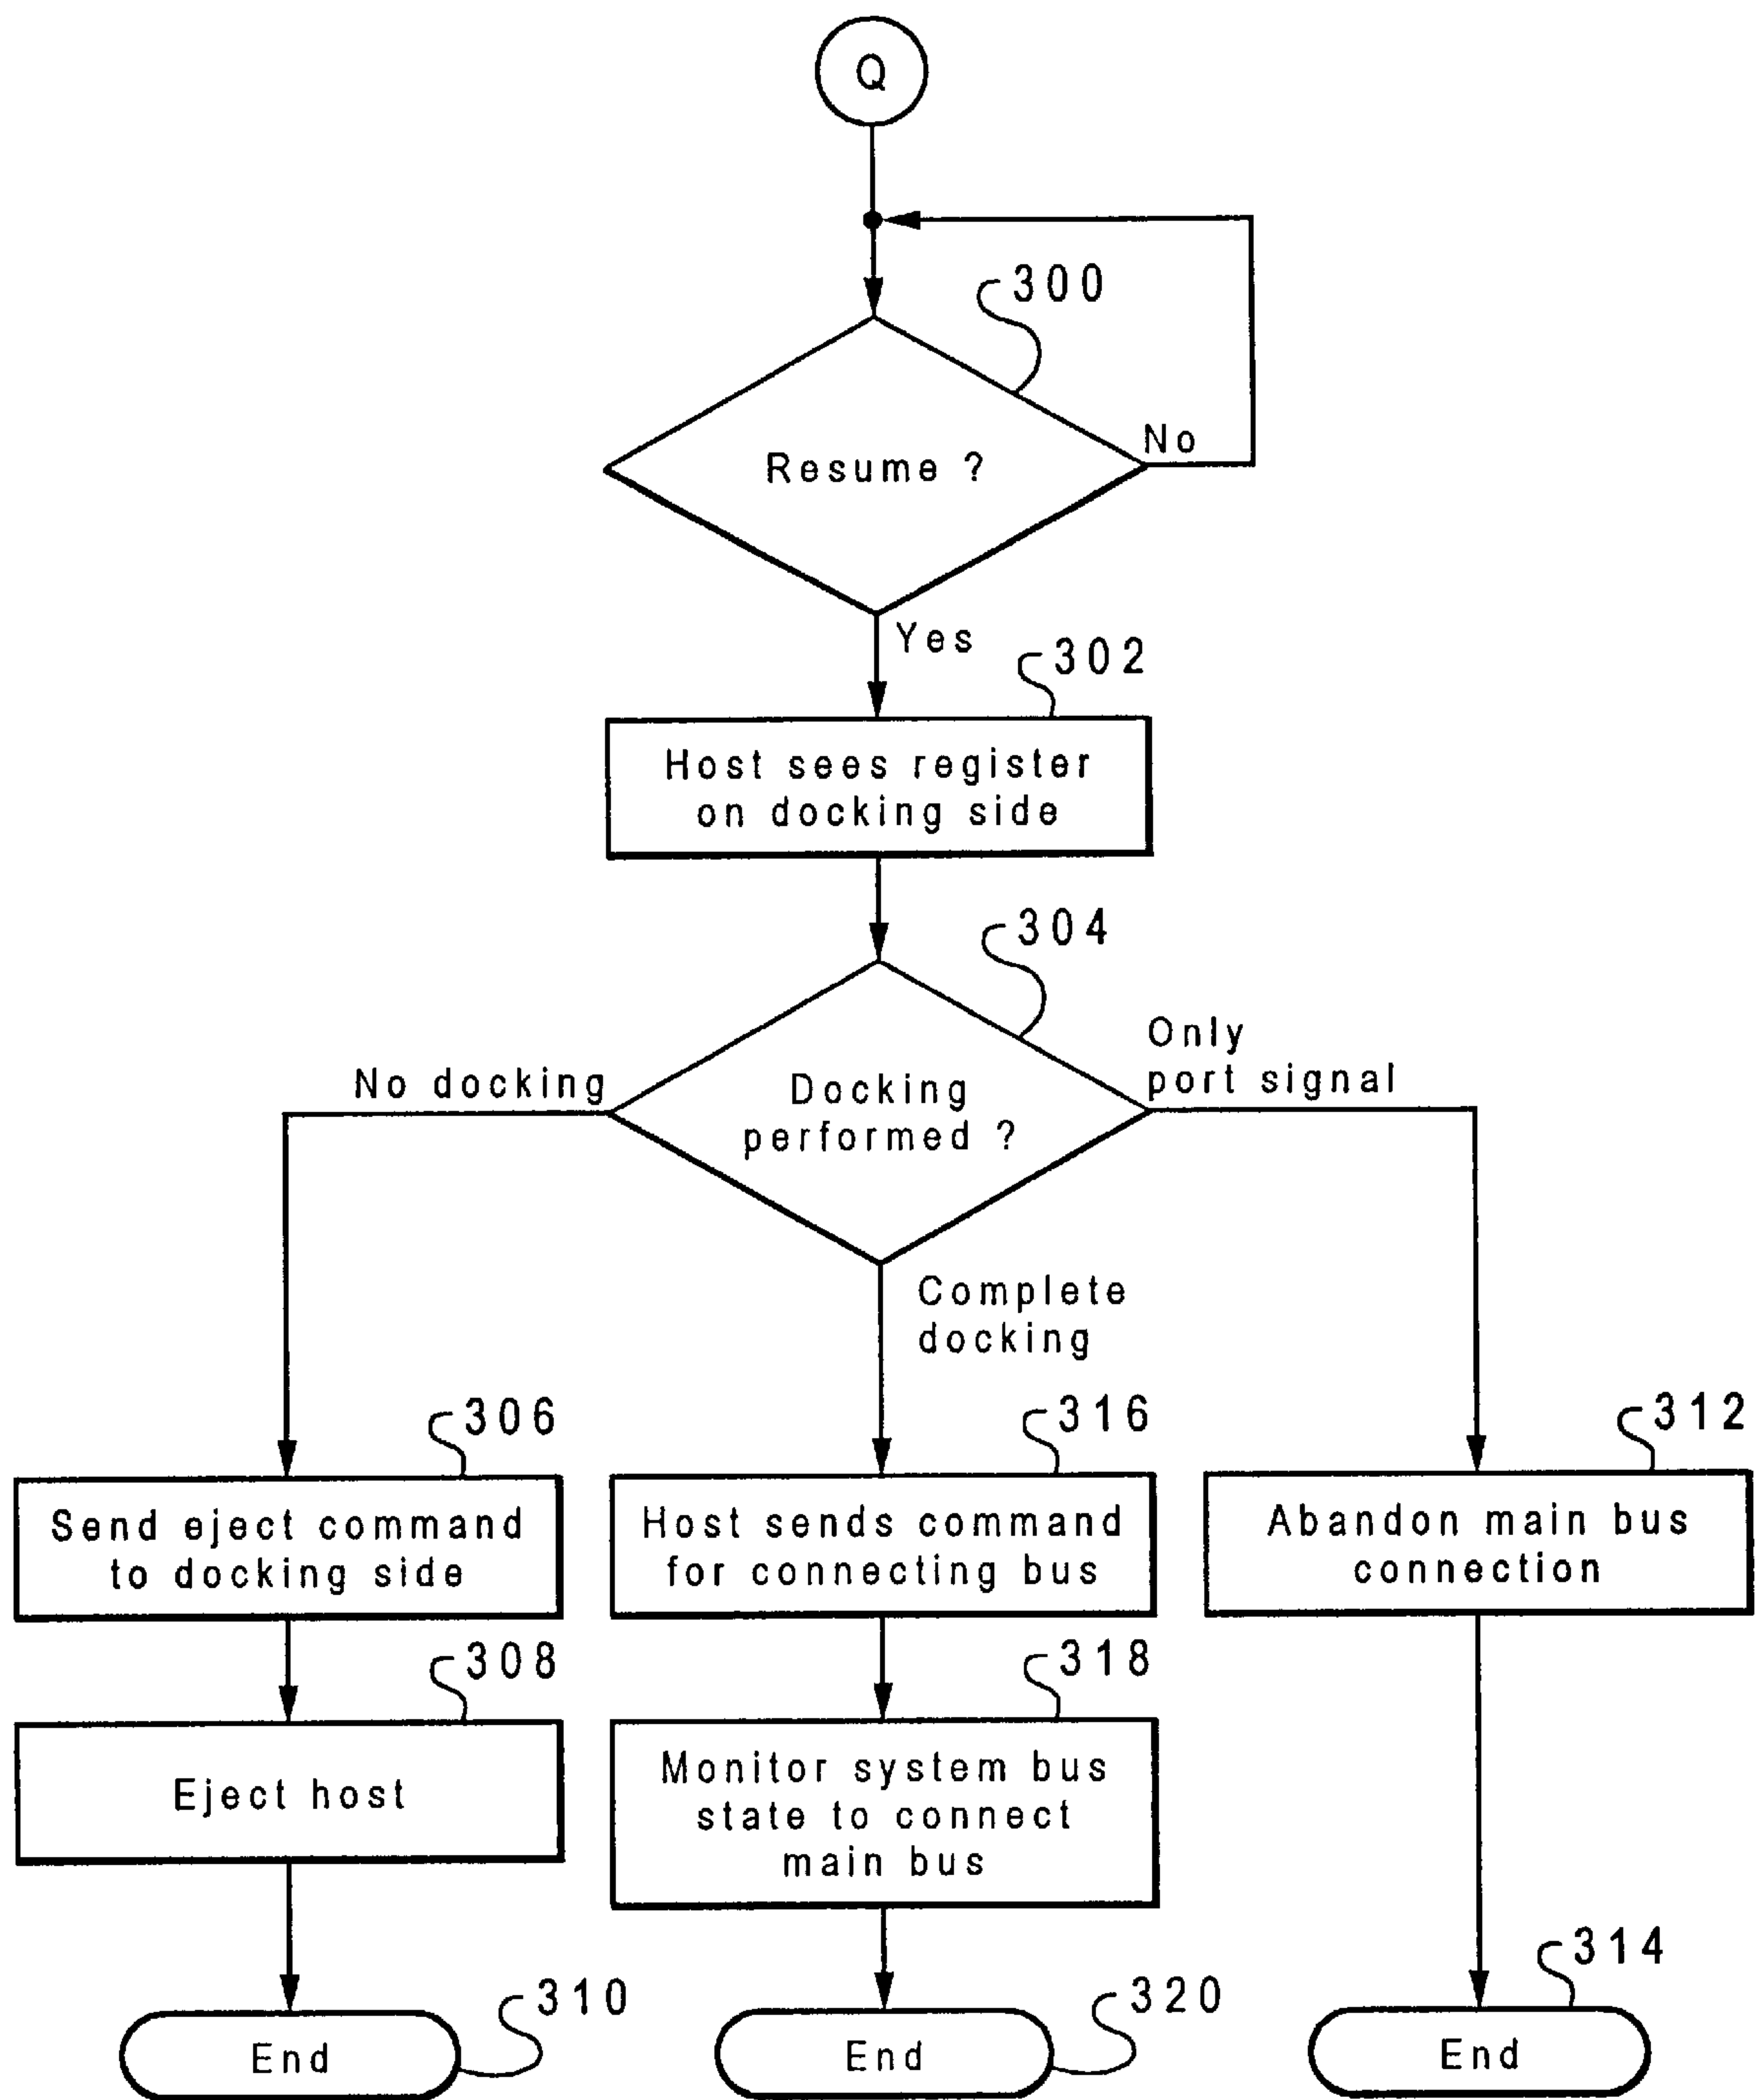 Q
300
Resume ?
No
Yes
302
Host sees register
on docking side
304
Docking
performed ?
No docking
Only
port signal
Complete
docking
306
Send eject command
to docking side
316
Host sends command
for connecting bus
312
Abandon main bus
connection
308
Eject host
318
Monitor system bus
state to connect
main bus
310
End
320
End
314
End